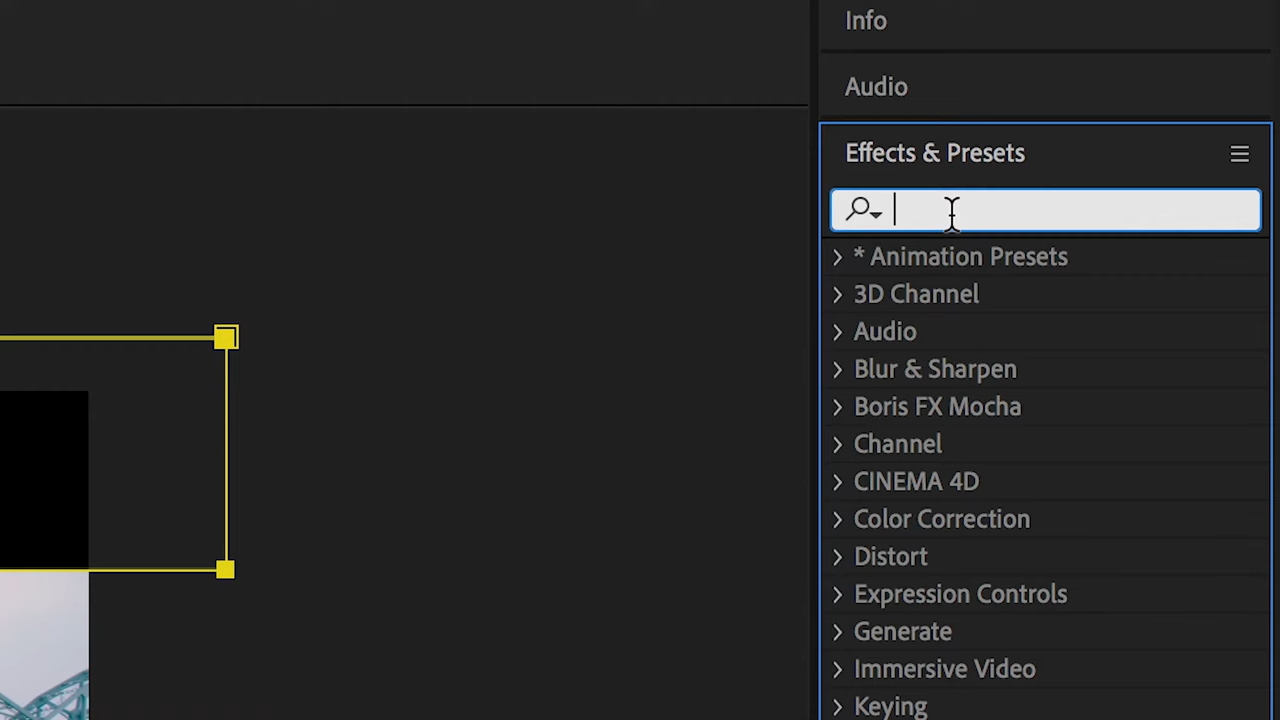 Info
Audio
Effects & Presets
* Animation Presets
3D Channel
Audio
Blur & Sharpen
Boris FX Mocha
Channel
CINEMA 4D
Color Correction
Distort
Expression Controls
Generate
Immersive Video
Keying